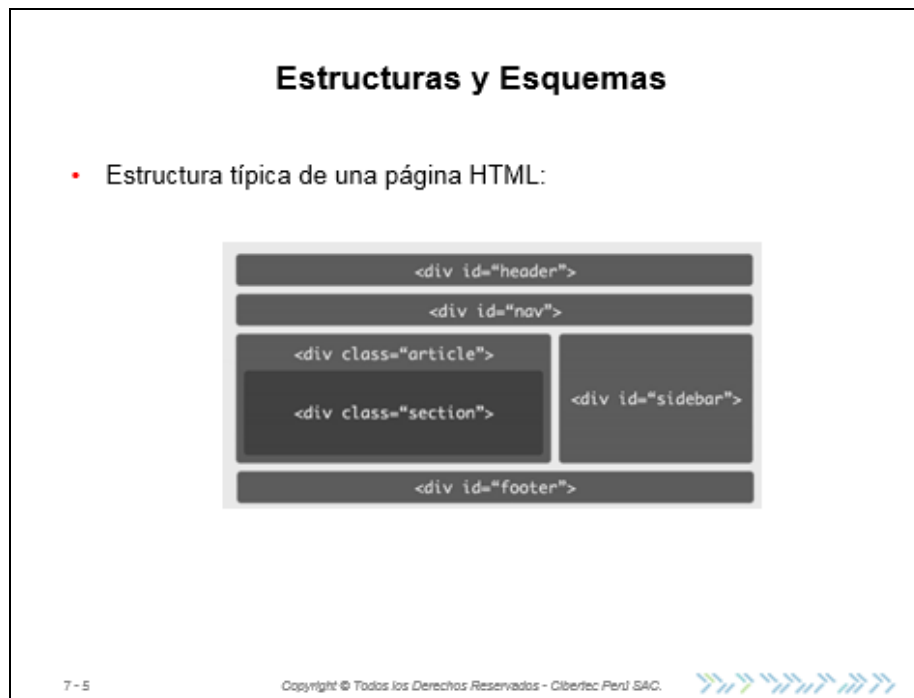 Estructuras y Esquemas
• Estructura típica de una página HTML:
<div id=“header”>
<div id=“nav”>
<div class=“article”>
<div class=“section”>
<div id=“sidebar”>
<div id=“footer”>
7 - 5
Copyright © Todos los Derechos Reservados - Cibertec Perú SAC.